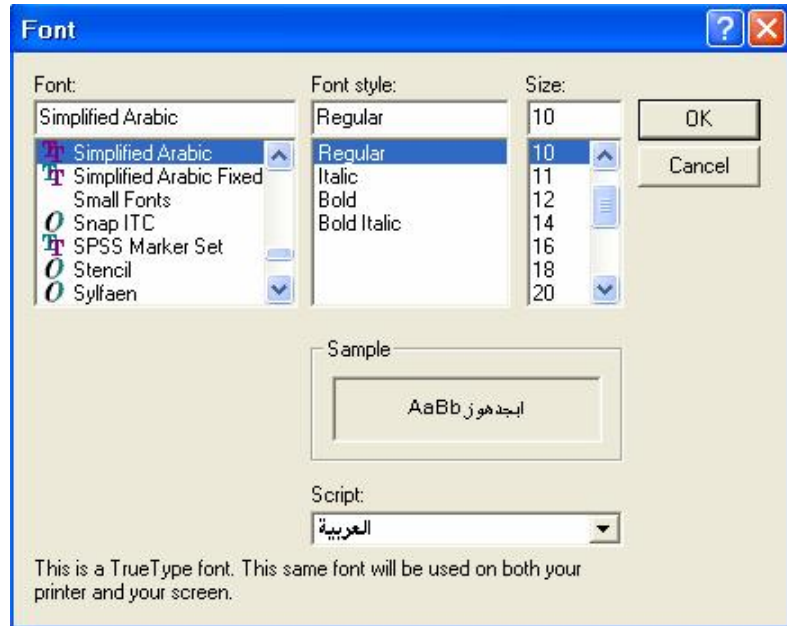 Font
Font:
Simplified Arabic
Simplified Arabic
Simplified Arabic Fixed
Small Fonts
Snap ITC
SPSS Marker Set
Stencil
Sylfaen
Font style:
Regular
Regular
Italic
Bold
Bold Italic
Size:
10
10
11
12
14
16
18
20
OK
Cancel
Sample
AaBbابجدهوز
Script:
العربية
This is a TrueType font. This same font will be used on both your
printer and your screen.